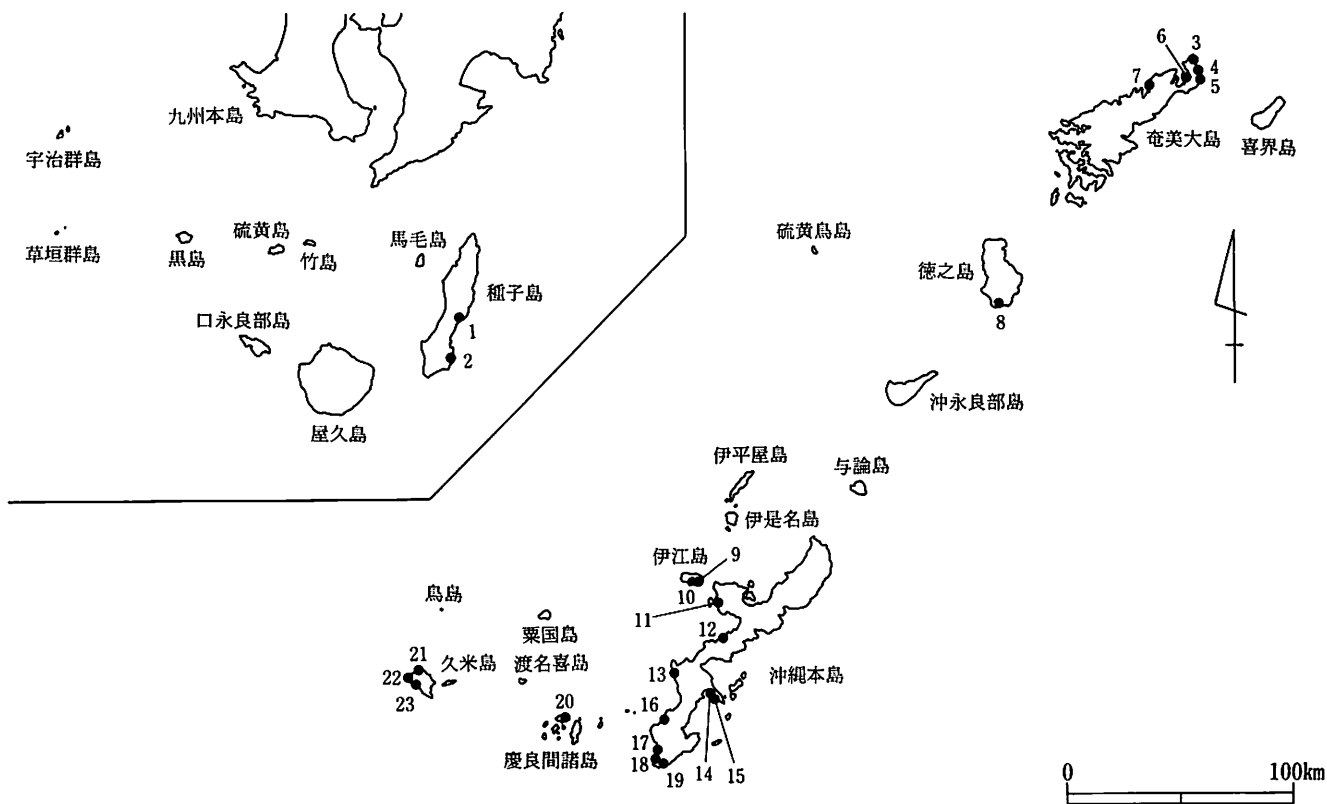 九州本島
宇治群島
草垣群島
黒島
硫黄島
竹島
馬毛島
種子島
口永良部島
屋久島
1
2
3
4
5
6
7
奄美大島
喜界島
硫黄鳥島
徳之島
8
沖永良部島
与論島
伊平屋島
伊是名島
伊江島
9
10
11
12
13
沖縄本島
鳥島
粟国島
渡名喜島
久米島
21
22
23
20
慶良間諸島
16
17
18
19
14
15
0
100km